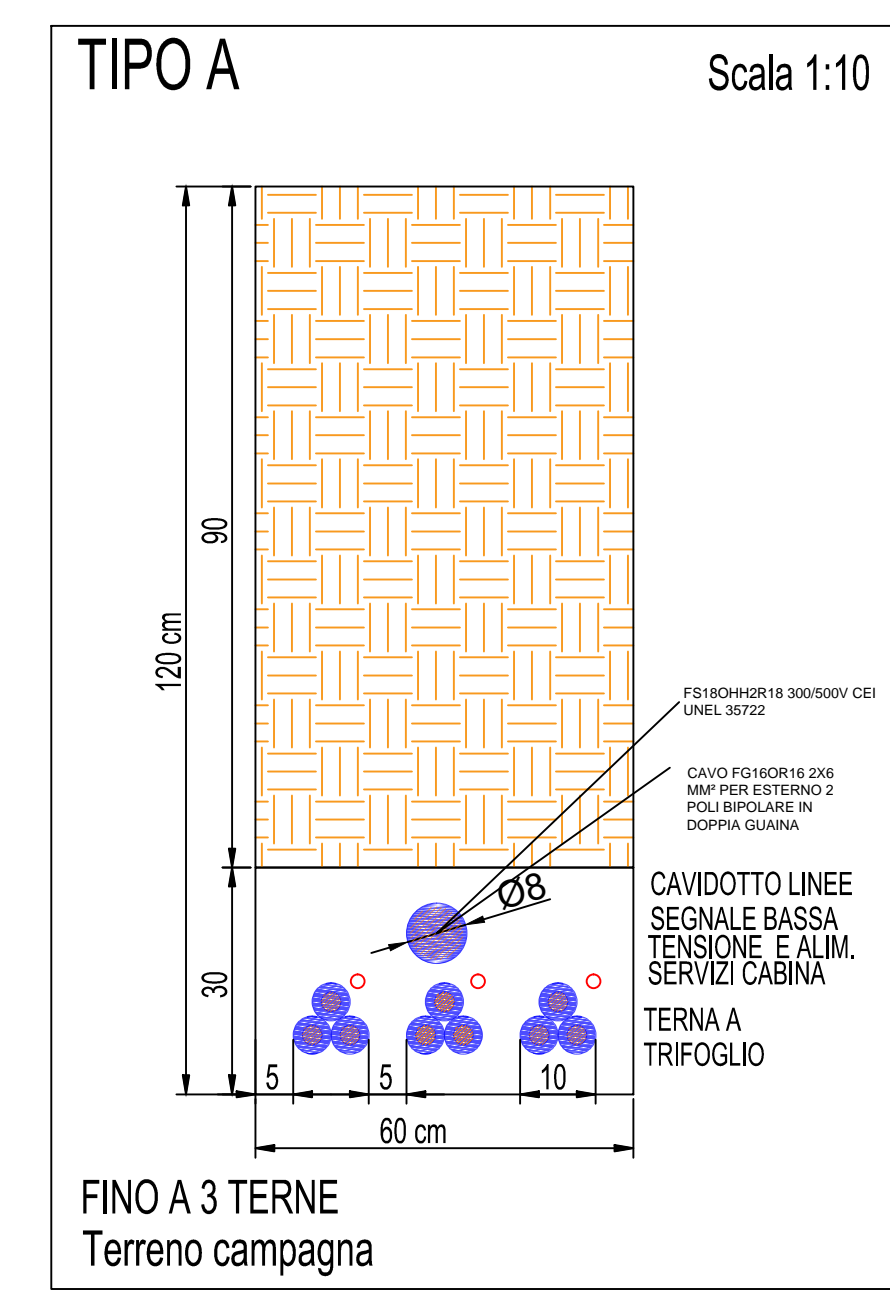 TIPO A
Scala 1:10
90
120 cm
FS18OHH2R18 300/500V CEI
UNEL 35722
CAVO FG16OR16 2X6
MM² PER ESTERNO 2
POLI BIPOLARE IN
DOPPIA GUAINA
Ø8
CAVIDOTTO LINEE
SEGNALE BASSA
TENSIONE E ALIM.
SERVIZI CABINA
30
TERNA A
TRIFOGLIO
5
5
10
60 cm
FINO A 3 TERNE
Terreno campagna